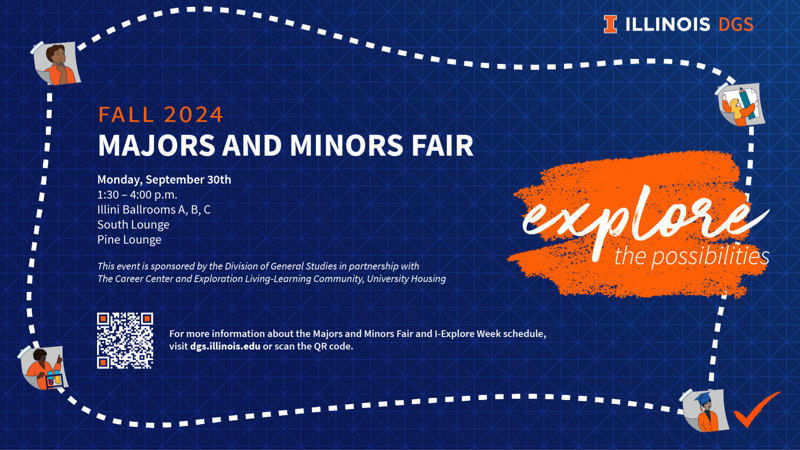 ILLINOIS DGS
FALL 2024
MAJORS AND MINORS FAIR
Monday, September 30th
1:30 – 4:00 p.m.
Illini Ballrooms A, B, C
South Lounge
Pine Lounge
explore
the possibilities
This event is sponsored by the Division of General Studies in partnership with
The Career Center and Exploration Living-Learning Community, University Housing
For more information about the Majors and Minors Fair and I-Explore Week schedule,
visit dgs.illinois.edu or scan the QR code.